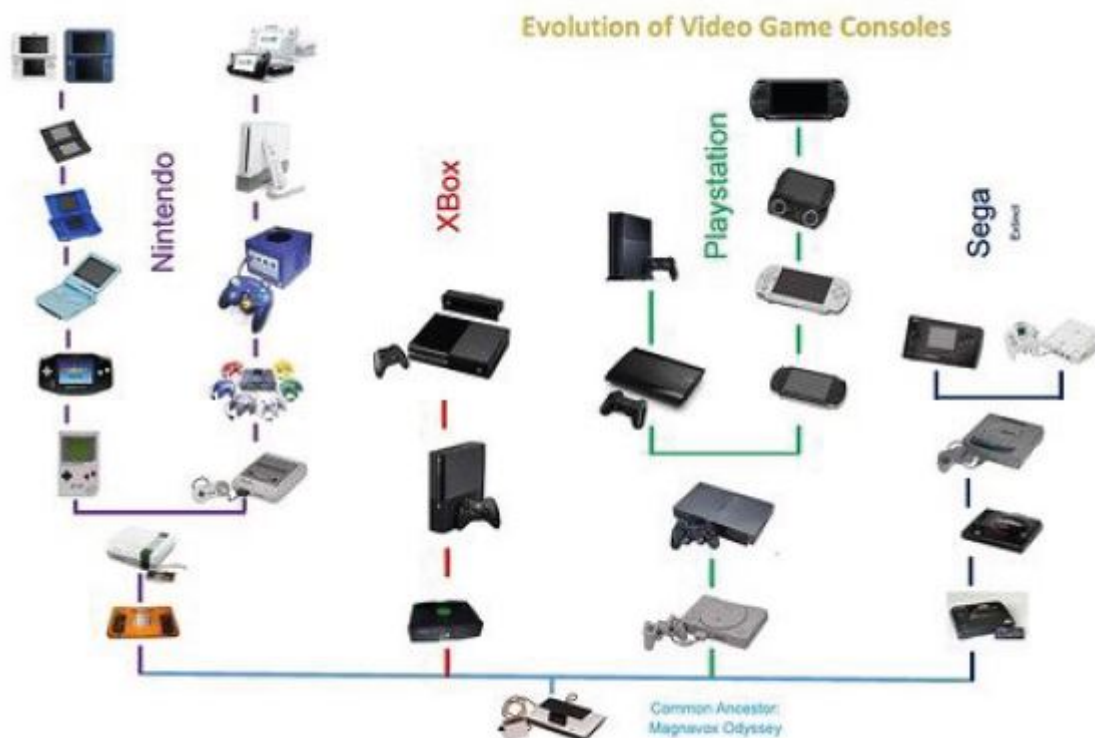 Evolution of Video Game Consoles
Nintendo
XBox
Playstation
Sega
Extinct
Common Ancestor:
Magnavox Odyssey